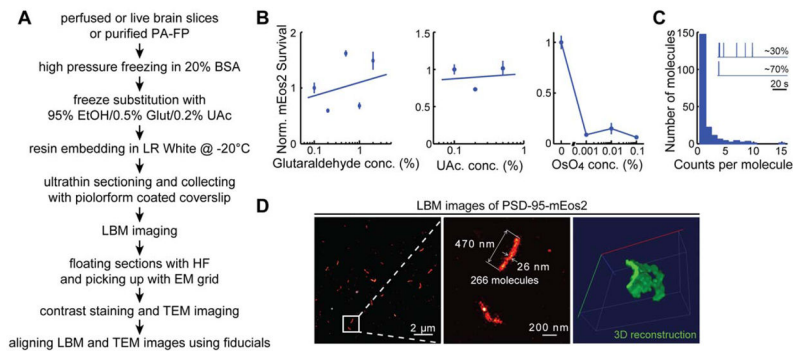 A
perfused or live brain slices
or purified PA-FP
high pressure freezing in 20% BSA
freeze substitution with
95% EtOH/0.5% Glut/0.2% UAc
resin embedding in LR White @ -20°C
ultrathin sectioning and collecting
with piolorform coated coverslip
LBM imaging
floating sections with HF
and picking up with EM grid
contrast staining and TEM imaging
aligning LBM and TEM images using fiducials
B
Norm. mEos2 Survival
2
1
0
0.1
1
Glutaraldehyde conc. (%)
1.5
1
0.5
0
0.1
1
UAc. conc. (%)
1
0.5
0
0
0.001
0.01
0.1
OsO4 conc. (%)
C
Number of molecules
150
100
50
0
0
5
10
15
Counts per molecule
~30%
~70%
20 s
D
LBM images of PSD-95-mEos2
2 μm
470 nm
26 nm
266 molecules
200 nm
3D reconstruction